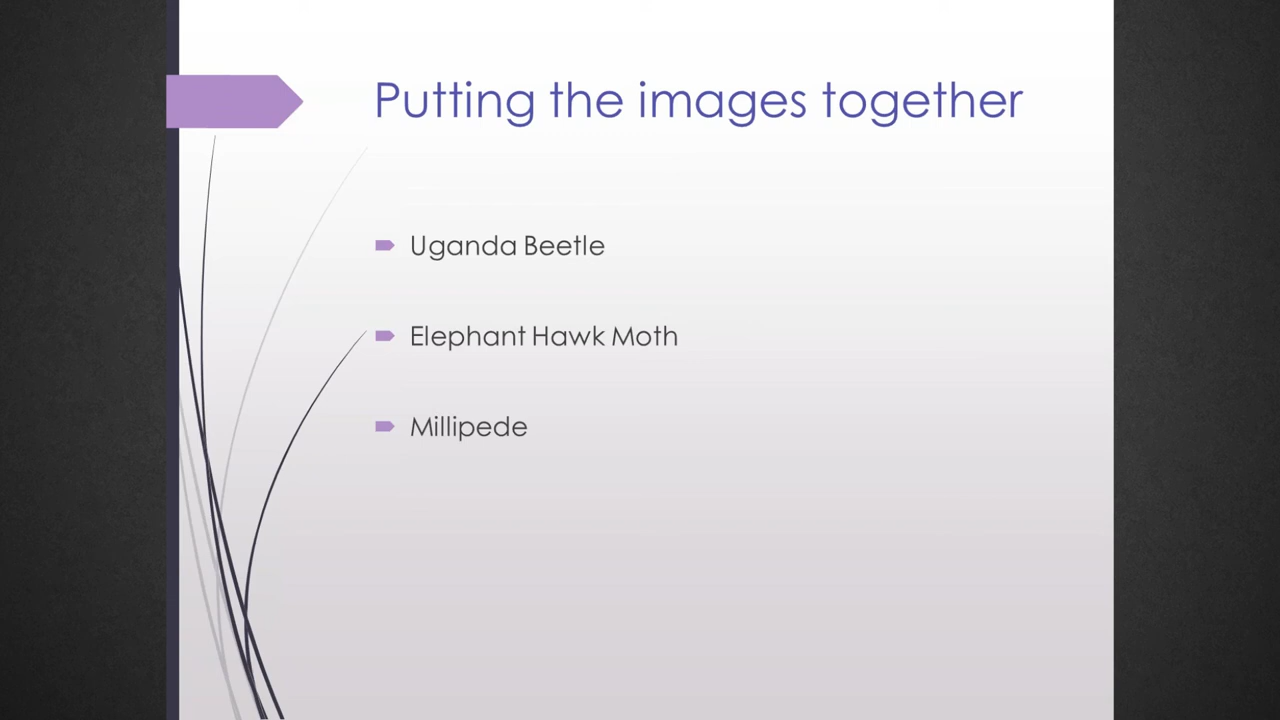 Putting the images together
Uganda Beetle
Elephant Hawk Moth
Millipede